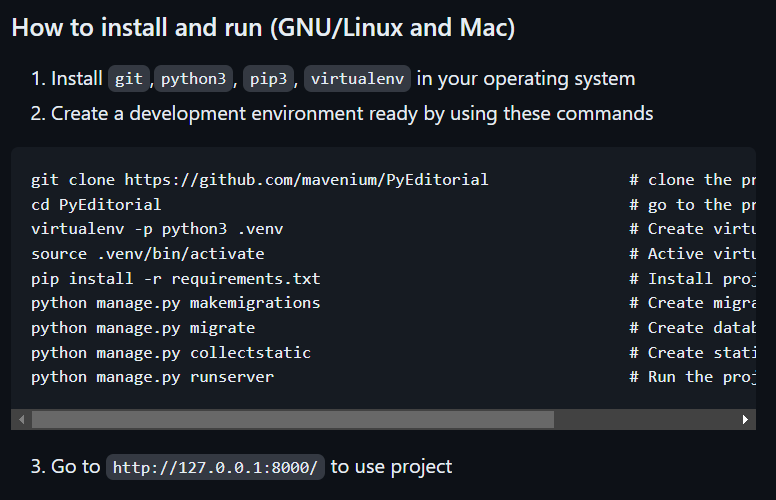 How to install and run (GNU/Linux and Mac)
1. Install git,python3, pip3, virtualenv in your operating system
2. Create a development environment ready by using these commands
git clone https://github.com/mavenium/PyEditorial # clone the pr
cd PyEditorial # go to the pr
virtualenv -p python3 .venv # Create virtu
source .venv/bin/activate # Active virtu
pip install -r requirements.txt # Install proj
python manage.py makemigrations # Create migra
python manage.py migrate # Create datab
python manage.py collectstatic # Create stati
python manage.py runserver # Run the proj
3. Go to http://127.0.0.1:8000/ to use project